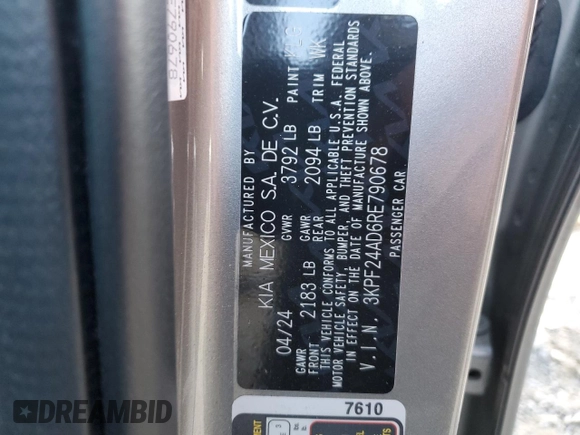 MANUFACTURED BY
KIA MEXICO S.A. DE C.V.
04/24 GVWR 3792 LB PAINT
GAWR FRONT 2183 LB GAWR REAR 2094 LB TRIM WK
THIS VEHICLE CONFORMS TO ALL APPLICABLE U.S.A. FEDERAL
MOTOR VEHICLE SAFETY, BUMPER, AND THEFT PREVENTION STANDARDS
IN EFFECT ON THE DATE OF MANUFACTURE SHOWN ABOVE.
V.I.N. 3KPF24AD6RE790678
PASSENGER CAR
7610
DREAMBID